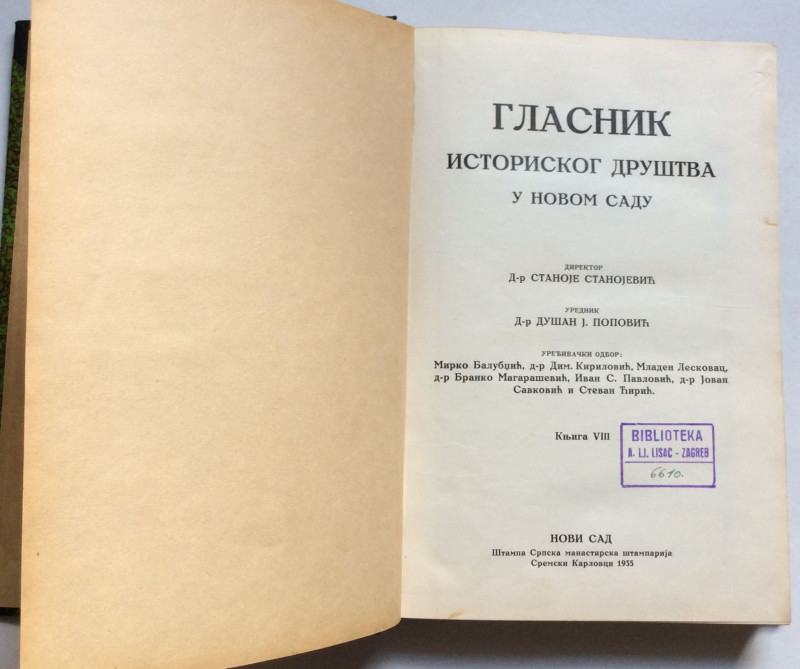 ГЛАСНИК
ИСТОРИСКОГ ДРУШТВА
У НОВОМ САДУ
ДИРЕКТОР
Д-р СТАНОЈЕ СТАНОЈЕВИЋ
УРЕДНИК
Д-р ДУШАН Ј. ПОПОВИЋ
УРЕЂИВАЧКИ ОДБОР:
Мирко Балубџић, д-р Дим. Кириловић, Младен Лесковац,
д-р Бранко Магарашевић, Иван С. Павловић, д-р Јован
Савковић и Стеван Ћирић.
Књига VIII
BIBLIOTEKA
A. LJ. LISAC - ZAGREB
6610.
НОВИ САД
Штампа Српска манастирска штампарија
Сремски Карловци 1935